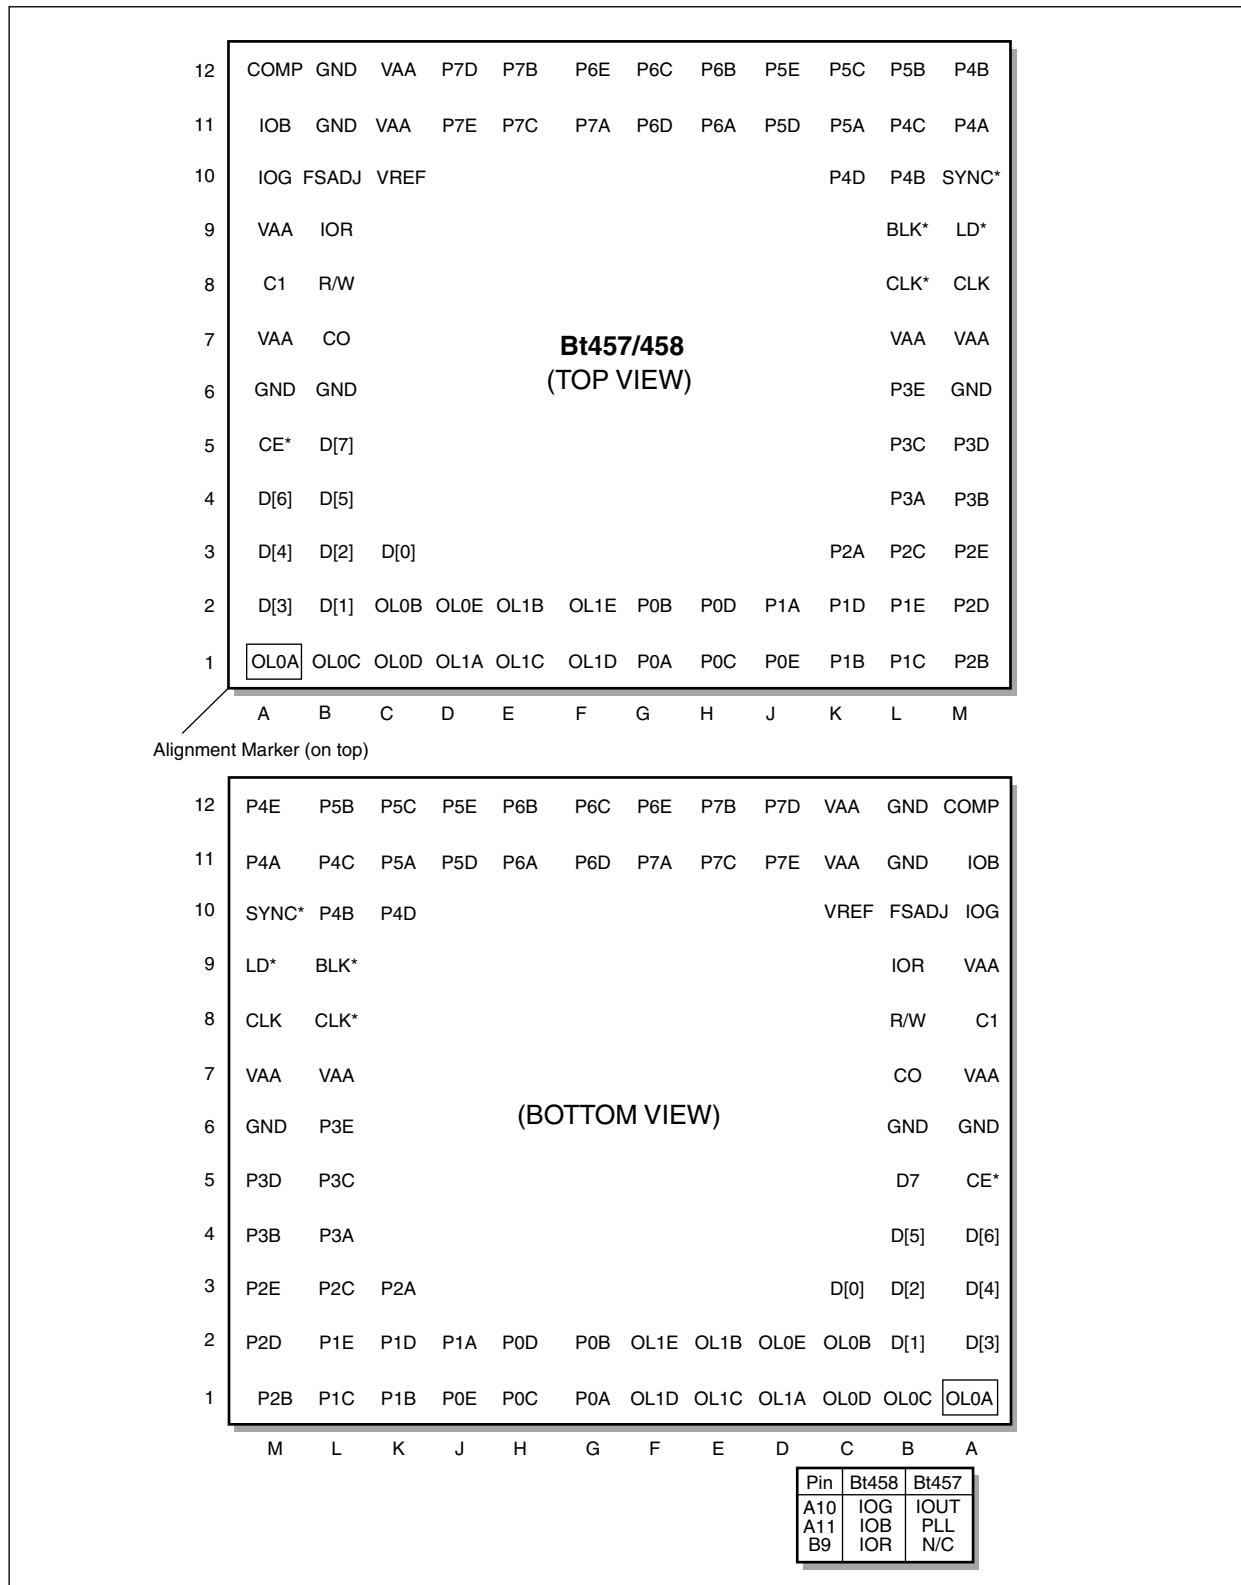 12 COMP GND VAA P7D P7B P6E P6C P6B P5E P5C P5B P4B
11 IOB GND VAA P7E P7C P7A P6D P6A P5D P5A P4C P4A
10 IOG FSADJ VREF P4D P4B SYNC*
9 VAA IOR BLK* LD*
8 C1 R/W CLK* CLK
7 VAA CO VAA VAA
Bt457/458
(TOP VIEW)
6 GND GND P3E GND
5 CE* D[7] P3C P3D
4 D[6] D[5] P3A P3B
3 D[4] D[2] D[0] P2A P2C P2E
2 D[3] D[1] OL0B OL0E OL1B OL1E P0B P0D P1A P1D P1E P2D
1 OL0A OL0C OL0D OL1A OL1C OL1D P0A P0C P0E P1B P1C P2B
A B C D E F G H J K L M
Alignment Marker (on top)
12 P4E P5B P5C P5E P6B P6C P6E P7B P7D VAA GND COMP
11 P4A P4C P5A P5D P6A P6D P7A P7C P7E VAA GND IOB
10 SYNC* P4B P4D VREF FSADJ IOG
9 LD* BLK* IOR VAA
8 CLK CLK* R/W C1
7 VAA VAA CO VAA
(BOTTOM VIEW)
6 GND P3E GND GND
5 P3D P3C D7 CE*
4 P3B P3A D[5] D[6]
3 P2E P2C P2A D[0] D[2] D[4]
2 P2D P1E P1D P1A P0D P0B OL1E OL1B OL0E OL0B D[1] D[3]
1 P2B P1C P1B P0E P0C P0A OL1D OL1C OL1A OL0D OL0C OL0A
M L K J H G F E D C B A
Pin Bt458 Bt457
A10 IOG IOUT
A11 IOB PLL
B9 IOR N/C